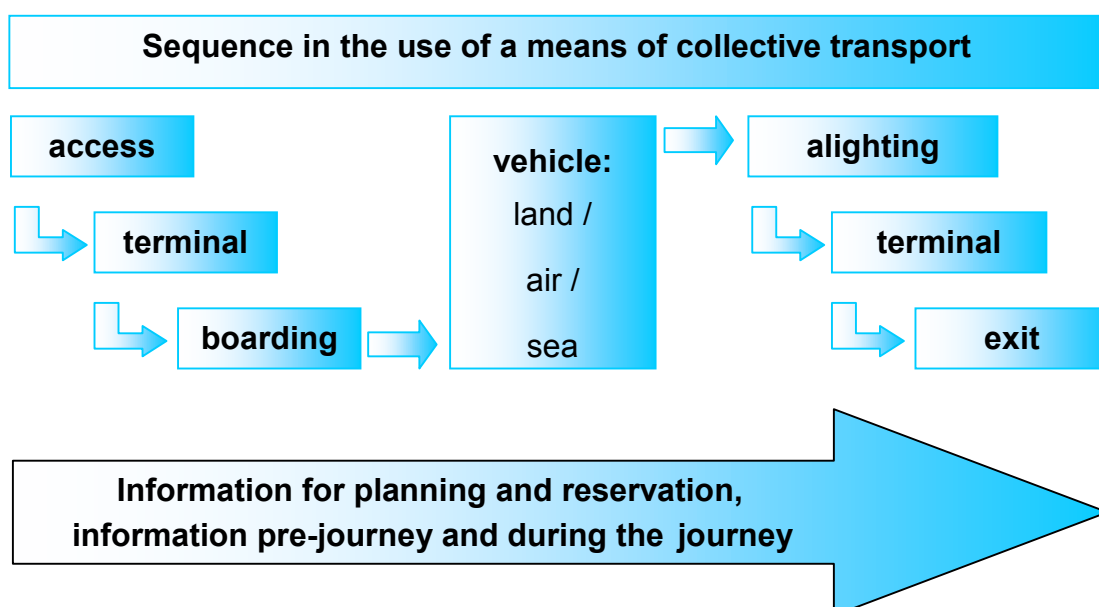 Sequence in the use of a means of collective transport
access
terminal
boarding
vehicle:
land /
air /
sea
alighting
terminal
exit
Information for planning and reservation,
information pre-journey and during the journey